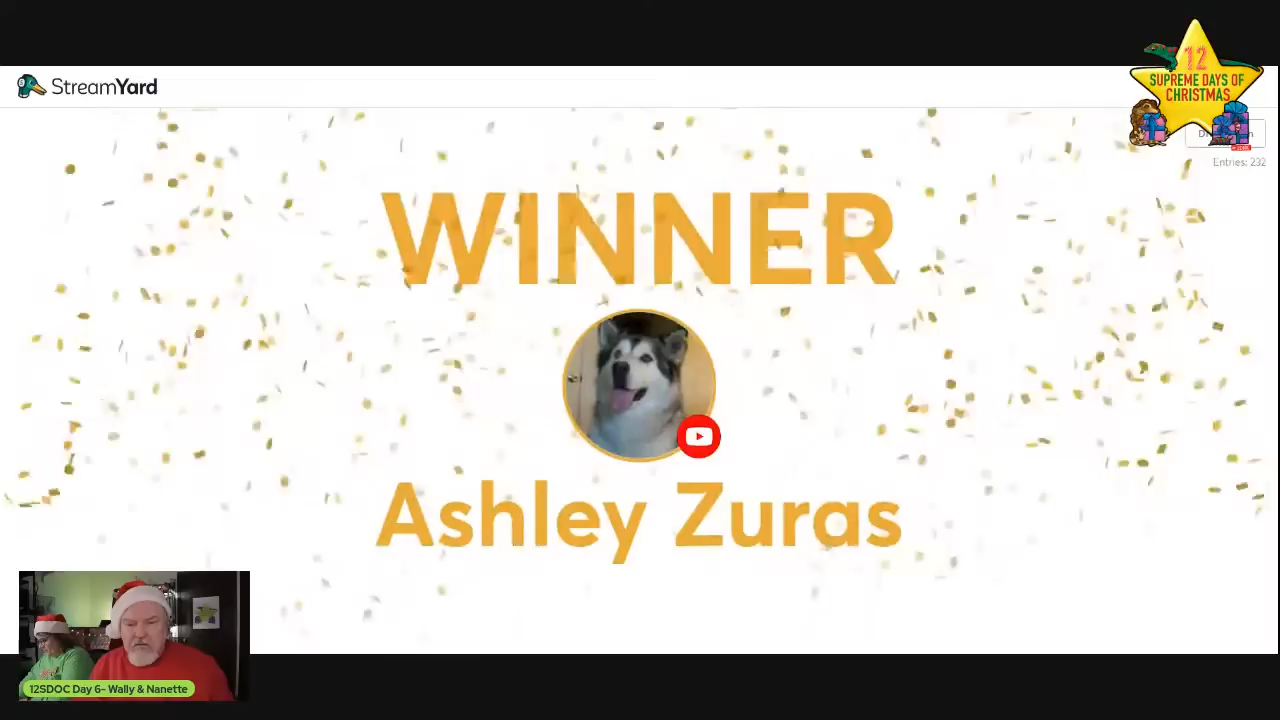 StreamYard
12
SUPREME DAYS OF
CHRISTMAS
Entries: 232
WINNER
Ashley Zuras
12SDOC Day 6- Wally & Nanette